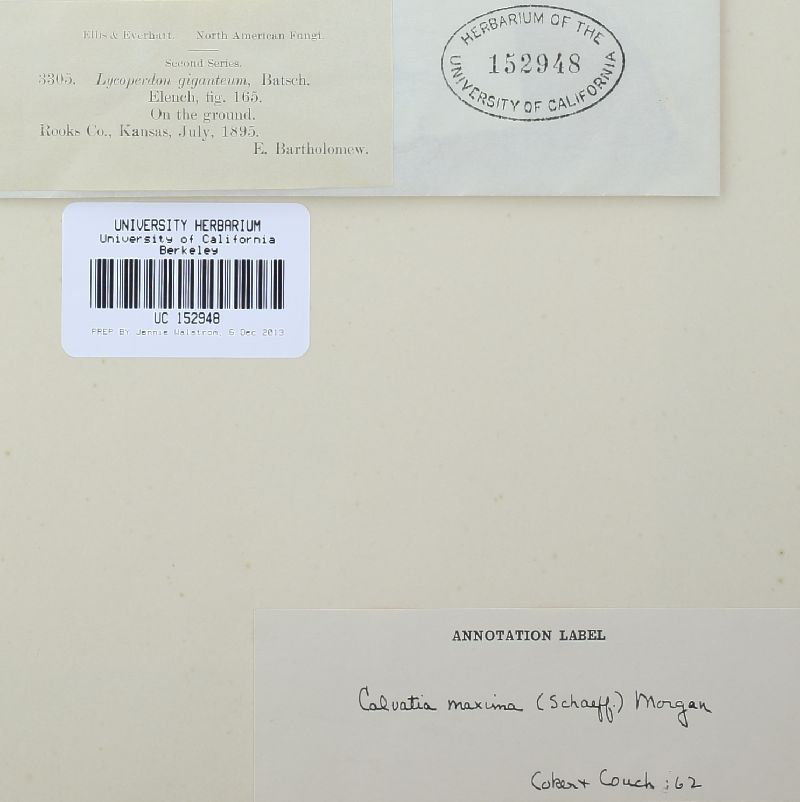 Ellis & Everhart. North American Fungi.
Second Series.
3305. Lycoperdon giganteum, Batsch.
Elench, fig. 165.
On the ground.
Rooks Co., Kansas, July, 1895.
E. Bartholomew.
HERBARIUM OF THE
152948
UNIVERSITY OF CALIFORNIA
UNIVERSITY HERBARIUM
University of California
Berkeley
UC 152948
PREP BY Jennie Walstrom, 6 Dec 2013
ANNOTATION LABEL
Calvatia maxima (Schaeff.) Morgan
Coker + Couch : 62